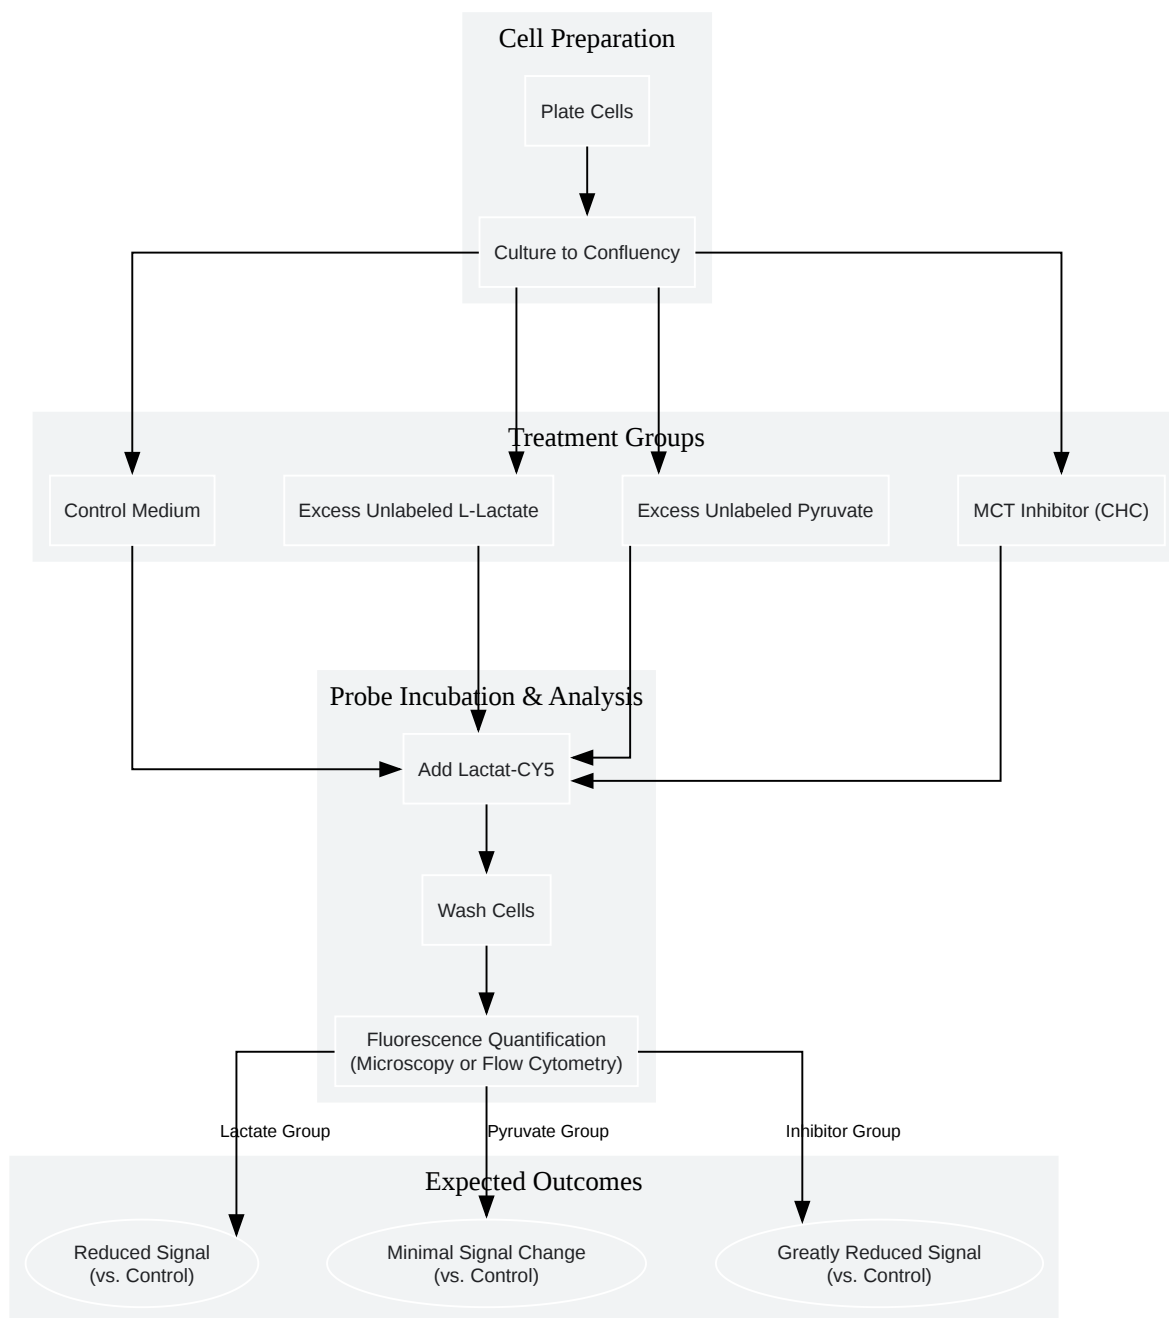 Cell Preparation
Plate Cells
Culture to Confluency
Treatment Groups
Control Medium
Excess Unlabeled L-Lactate
Excess Unlabeled Pyruvate
MCT Inhibitor (CHC)
Probe Incubation & Analysis
Add Lactat-CY5
Wash Cells
Fluorescence Quantification
(Microscopy or Flow Cytometry)
Lactate Group
Pyruvate Group
Inhibitor Group
Expected Outcomes
Reduced Signal
(vs. Control)
Minimal Signal Change
(vs. Control)
Greatly Reduced Signal
(vs. Control)